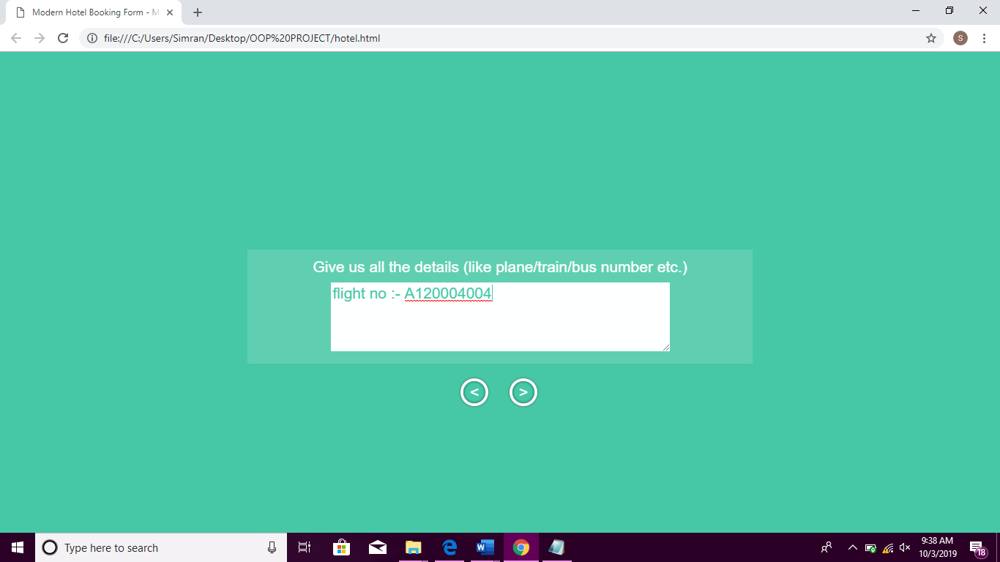 Modern Hotel Booking Form - M
file:///C:/Users/Simran/Desktop/OOP%20PROJECT/hotel.html
S
Give us all the details (like plane/train/bus number etc.)
flight no :- A120004004
< >
Type here to search
9:38 AM
10/3/2019
18